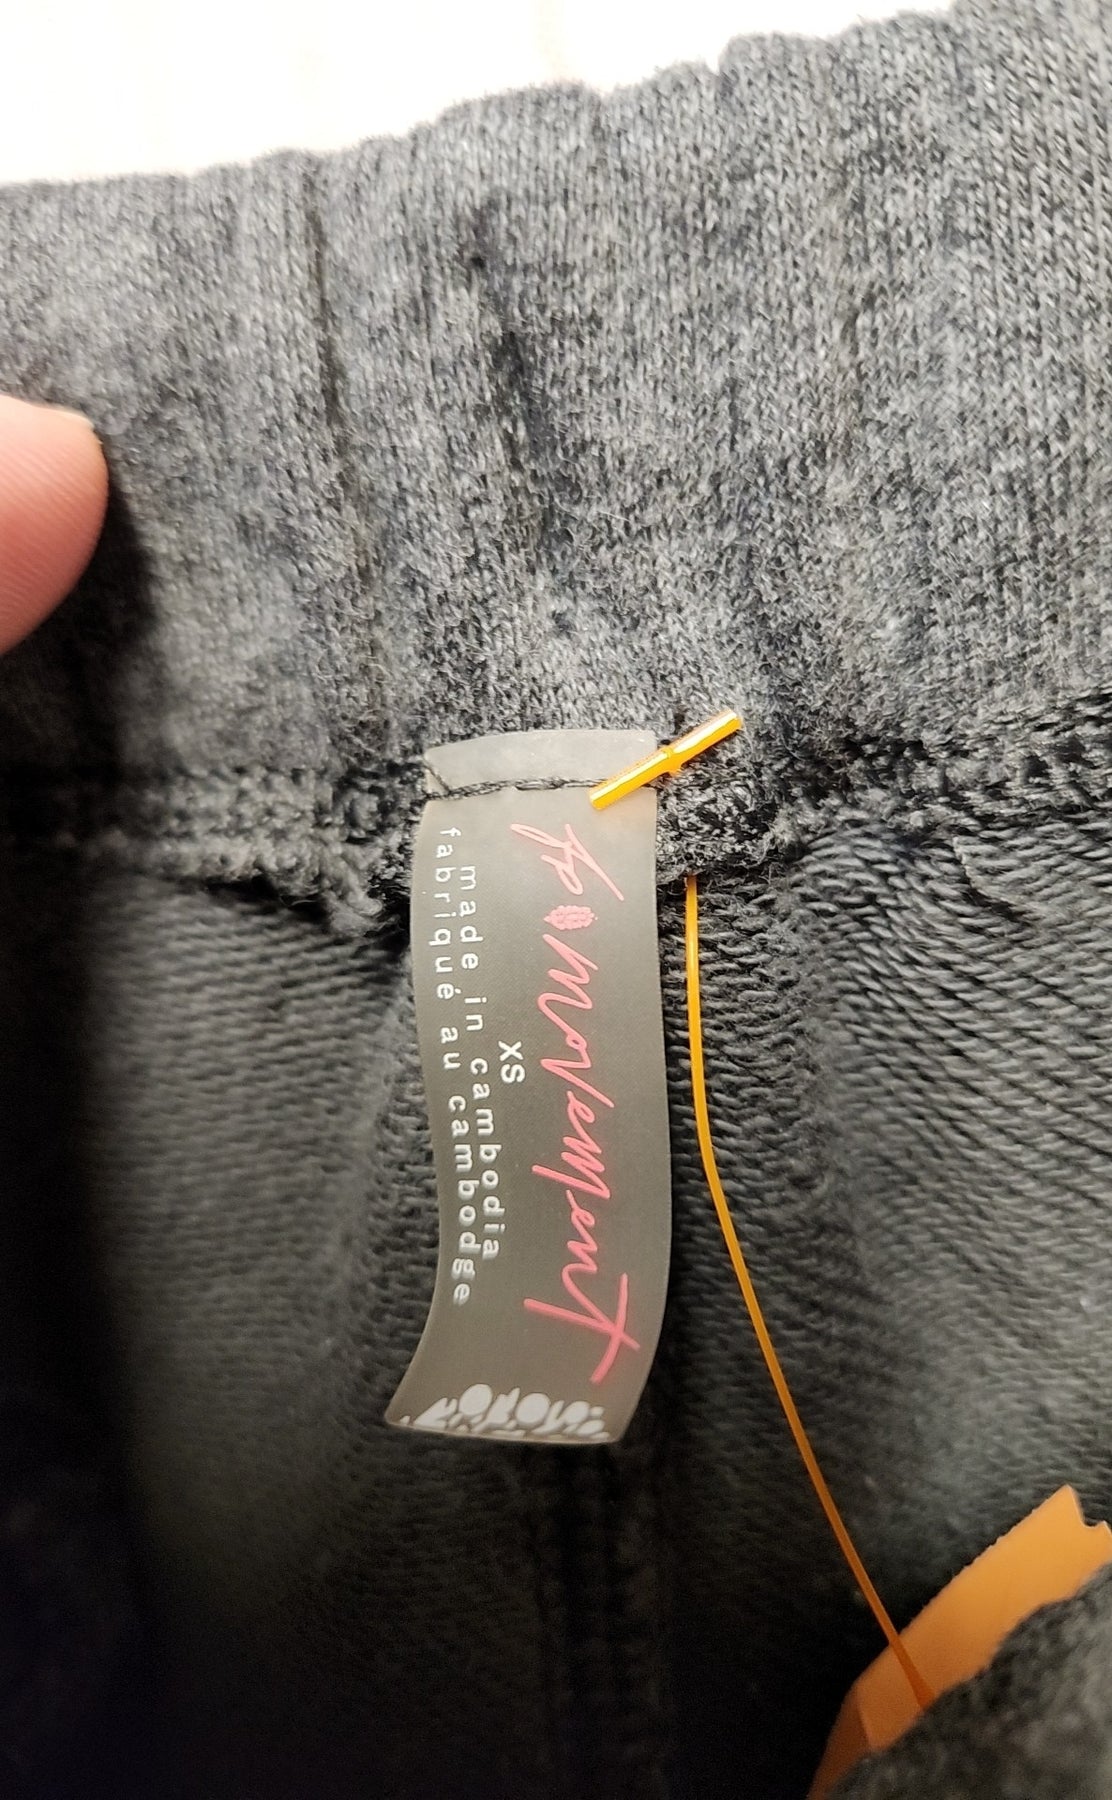 fp movement
XS
made in cambodia
fabriqué au cambodge